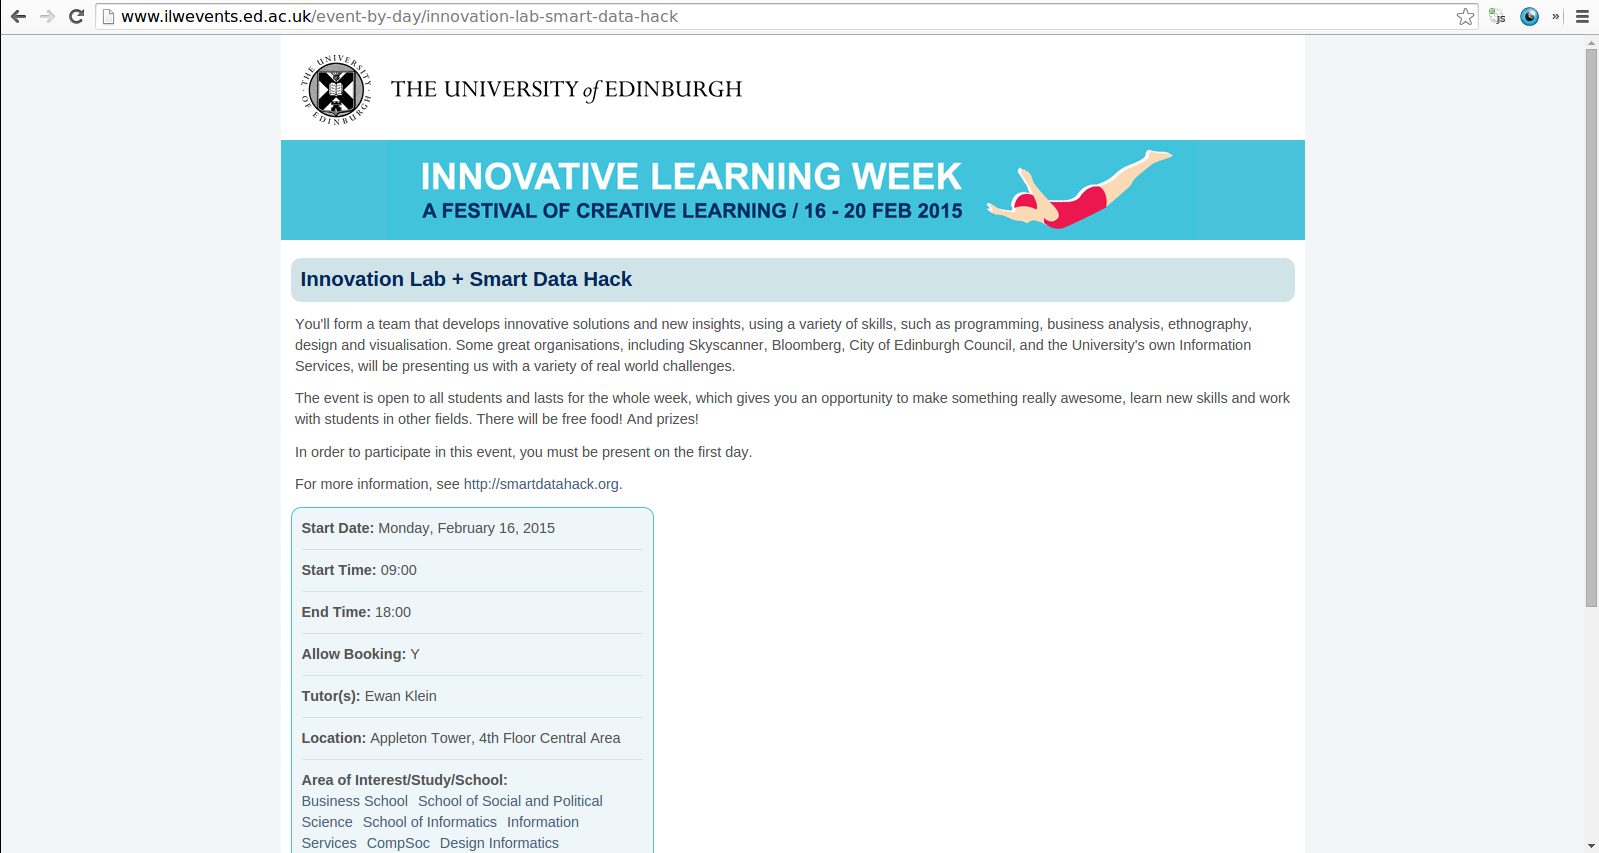 www.ilwevents.ed.ac.uk/event-by-day/innovation-lab-smart-data-hack
JS
»
THE UNIVERSITY OF EDINBURGH
THE UNIVERSITY of EDINBURGH
INNOVATIVE LEARNING WEEK
A FESTIVAL OF CREATIVE LEARNING / 16 - 20 FEB 2015
Innovation Lab + Smart Data Hack
You'll form a team that develops innovative solutions and new insights, using a variety of skills, such as programming, business analysis, ethnography,
design and visualisation. Some great organisations, including Skyscanner, Bloomberg, City of Edinburgh Council, and the University's own Information
Services, will be presenting us with a variety of real world challenges.
The event is open to all students and lasts for the whole week, which gives you an opportunity to make something really awesome, learn new skills and work
with students in other fields. There will be free food! And prizes!
In order to participate in this event, you must be present on the first day.
For more information, see http://smartdatahack.org.
Start Date: Monday, February 16, 2015
Start Time: 09:00
End Time: 18:00
Allow Booking: Y
Tutor(s): Ewan Klein
Location: Appleton Tower, 4th Floor Central Area
Area of Interest/Study/School:
Business School School of Social and Political
Science School of Informatics Information
Services CompSoc Design Informatics